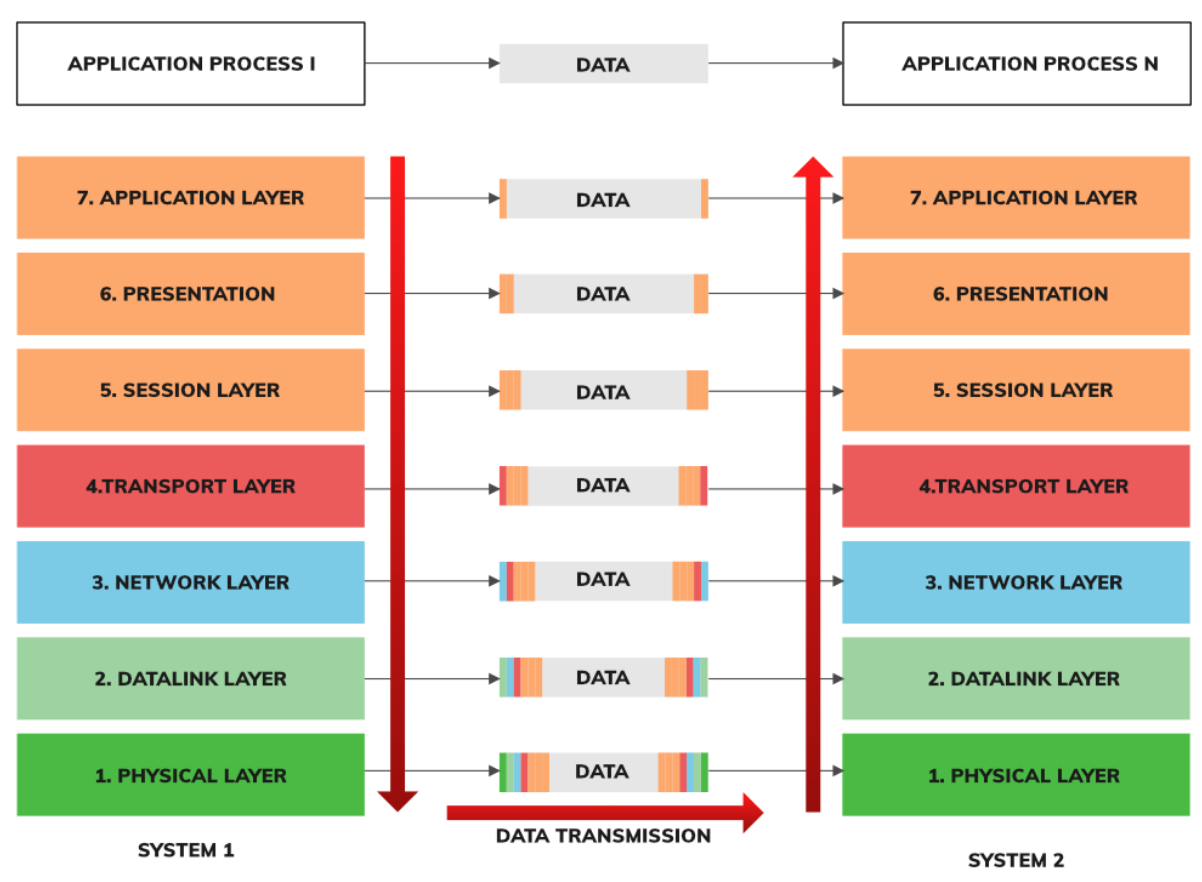 APPLICATION PROCESS I
DATA
APPLICATION PROCESS N
7. APPLICATION LAYER
DATA
7. APPLICATION LAYER
6. PRESENTATION
DATA
6. PRESENTATION
5. SESSION LAYER
DATA
5. SESSION LAYER
4.TRANSPORT LAYER
DATA
4.TRANSPORT LAYER
3. NETWORK LAYER
DATA
3. NETWORK LAYER
2. DATALINK LAYER
DATA
2. DATALINK LAYER
1. PHYSICAL LAYER
DATA
1. PHYSICAL LAYER
DATA TRANSMISSION
SYSTEM 1
SYSTEM 2